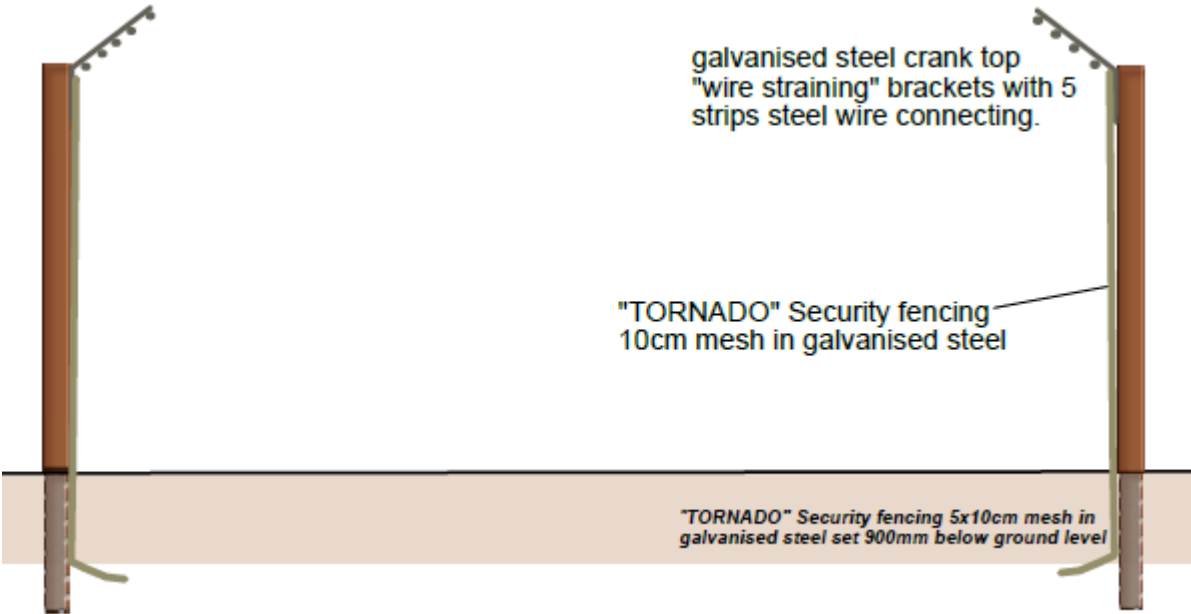 galvanised steel crank top
"wire straining" brackets with 5
strips steel wire connecting.
"TORNADO" Security fencing
10cm mesh in galvanised steel
"TORNADO" Security fencing 5x10cm mesh in
galvanised steel set 900mm below ground level